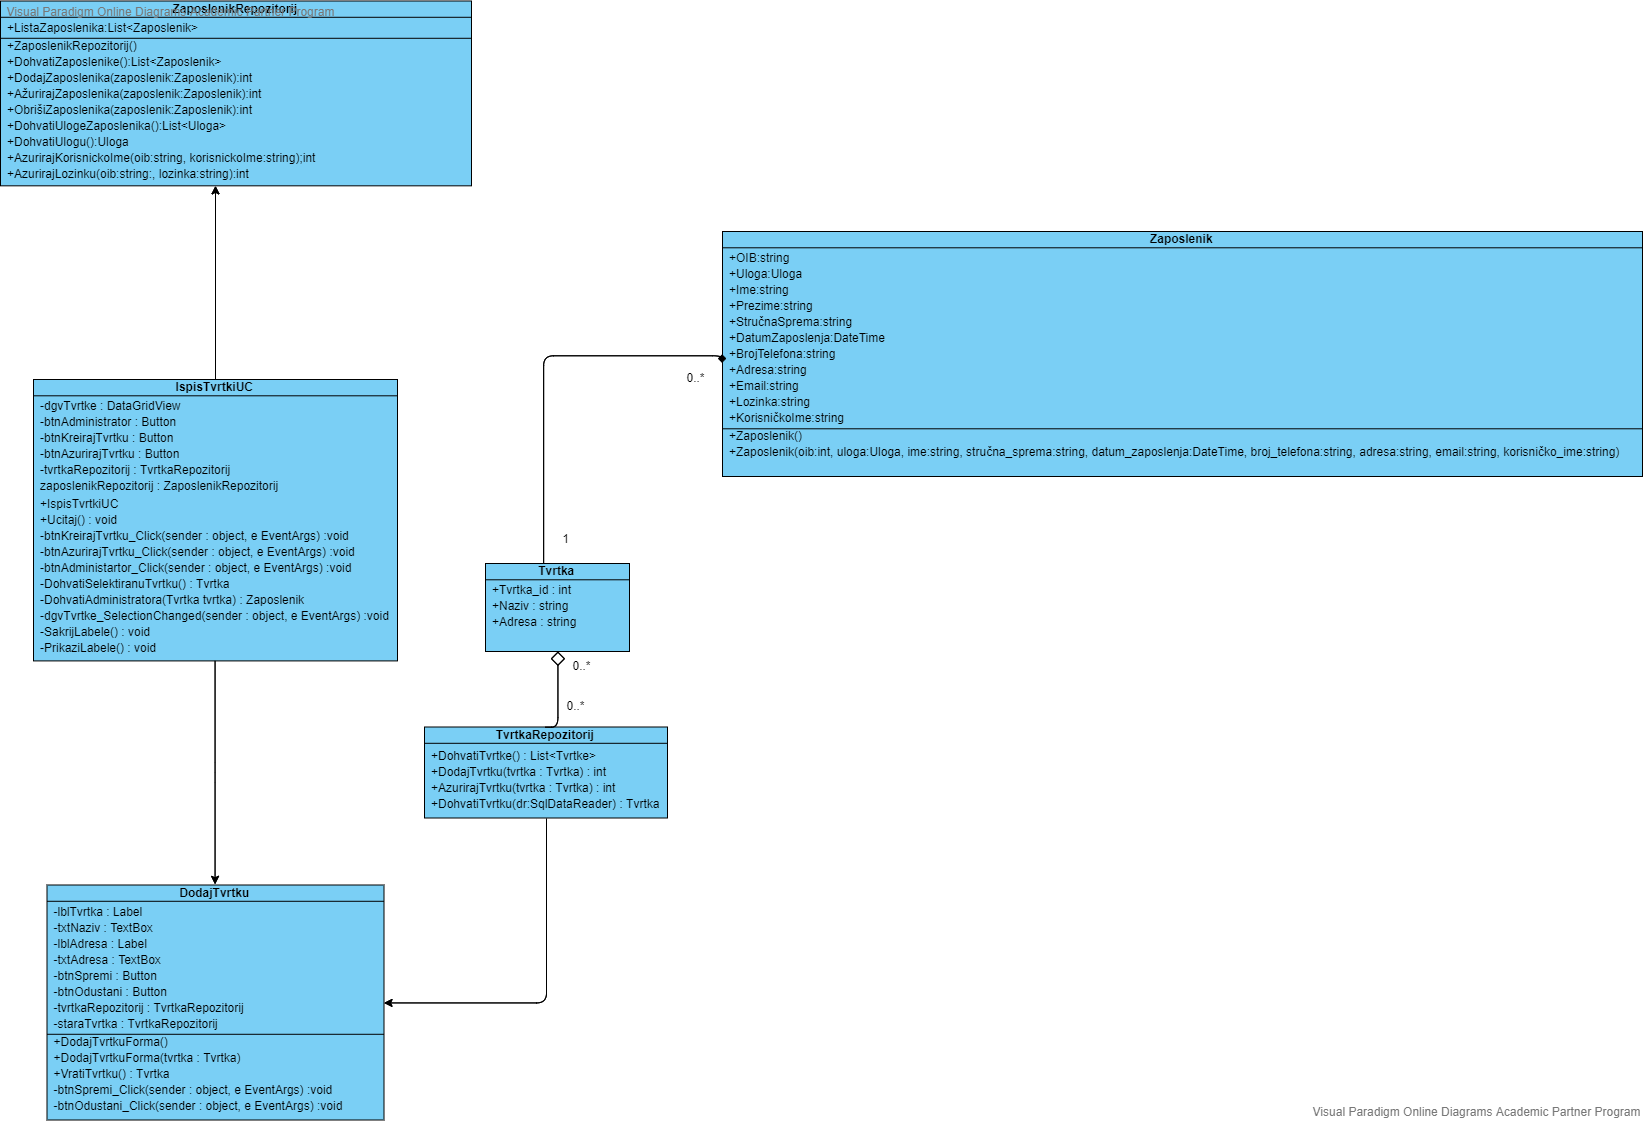 Visual Paradigm Online Diagrams Academic Partner Program
ZaposlenikRepozitorij
+ListaZaposlenika:List<Zaposlenik>
+ZaposlenikRepozitorij()
+DohvatiZaposlenike():List<Zaposlenik>
+DodajZaposlenika(zaposlenik:Zaposlenik):int
+AžurirajZaposlenika(zaposlenik:Zaposlenik):int
+ObrišiZaposlenika(zaposlenik:Zaposlenik):int
+DohvatiUlogeZaposlenika():List<Uloga>
+DohvatiUlogu():Uloga
+AzurirajKorisnickoIme(oib:string, korisnickoIme:string);int
+AzurirajLozinku(oib:string:, lozinka:string):int
Zaposlenik
+OIB:string
+Uloga:Uloga
+Ime:string
+Prezime:string
+StručnaSprema:string
+DatumZaposlenja:DateTime
+BrojTelefona:string
+Adresa:string
+Email:string
+Lozinka:string
+KorisničkoIme:string
+Zaposlenik()
+Zaposlenik(oib:int, uloga:Uloga, ime:string, stručna_sprema:string, datum_zaposlenja:DateTime, broj_telefona:string, adresa:string, email:string, korisničko_ime:string)
0..*
1
IspisTvrtkiUC
-dgvTvrtke : DataGridView
-btnAdministrator : Button
-btnKreirajTvrtku : Button
-btnAzurirajTvrtku : Button
-tvrtkaRepozitorij : TvrtkaRepozitorij
zaposlenikRepozitorij : ZaposlenikRepozitorij
+IspisTvrtkiUC
+Ucitaj() : void
-btnKreirajTvrtku_Click(sender : object, e EventArgs) :void
-btnAzurirajTvrtku_Click(sender : object, e EventArgs) :void
-btnAdministartor_Click(sender : object, e EventArgs) :void
-DohvatiSelektiranuTvrtku() : Tvrtka
-DohvatiAdministratora(Tvrtka tvrtka) : Zaposlenik
-dgvTvrtke_SelectionChanged(sender : object, e EventArgs) :void
-SakrijLabele() : void
-PrikaziLabele() : void
Tvrtka
+Tvrtka_id : int
+Naziv : string
+Adresa : string
0..*
0..*
TvrtkaRepozitorij
+DohvatiTvrtke() : List<Tvrtke>
+DodajTvrtku(tvrtka : Tvrtka) : int
+AzurirajTvrtku(tvrtka : Tvrtka) : int
+DohvatiTvrtku(dr:SqlDataReader) : Tvrtka
DodajTvrtku
-lblTvrtka : Label
-txtNaziv : TextBox
-lblAdresa : Label
-txtAdresa : TextBox
-btnSpremi : Button
-btnOdustani : Button
-tvrtkaRepozitorij : TvrtkaRepozitorij
-staraTvrtka : TvrtkaRepozitorij
+DodajTvrtkuForma()
+DodajTvrtkuForma(tvrtka : Tvrtka)
+VratiTvrtku() : Tvrtka
-btnSpremi_Click(sender : object, e EventArgs) :void
-btnOdustani_Click(sender : object, e EventArgs) :void
Visual Paradigm Online Diagrams Academic Partner Program